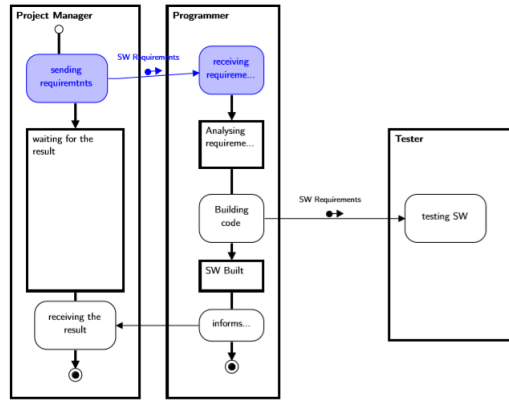 Project Manager
Programmer
SW Requirements
sending
requiremtnts
receiving
requireme...
waiting for the
result
Analysing
requireme...
Tester
SW Requirements
Building
code
testing SW
SW Built
receiving the
result
informs...